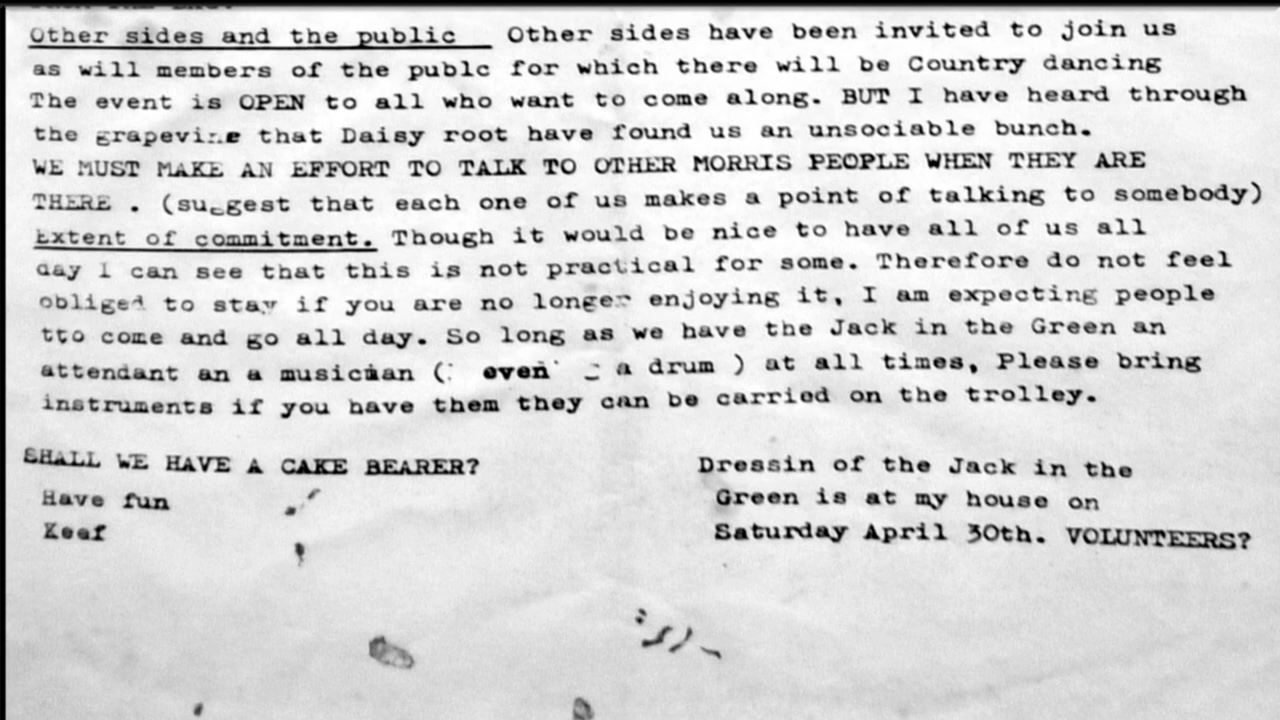 Other sides and the public Other sides have been invited to join us
as will members of the publc for which there will be Country dancing
The event is OPEN to all who want to come along. BUT I have heard through
the grapevine that Daisy root have found us an unsociable bunch.
WE MUST MAKE AN EFFORT TO TALK TO OTHER MORRIS PEOPLE WHEN THEY ARE
THERE . (suggest that each one of us makes a point of talking to somebody)
Extent of commitment. Though it would be nice to have all of us all
day I can see that this is not practical for some. Therefore do not feel
obliged to stay if you are no longer enjoying it, I am expecting people
tto come and go all day. So long as we have the Jack in the Green an
attendant an a musician ( even a drum ) at all times, Please bring
instruments if you have them they can be carried on the trolley.
SHALL WE HAVE A CAKE BEARER?
Have fun
Keef
Dressin of the Jack in the
Green is at my house on
Saturday April 30th. VOLUNTEERS?